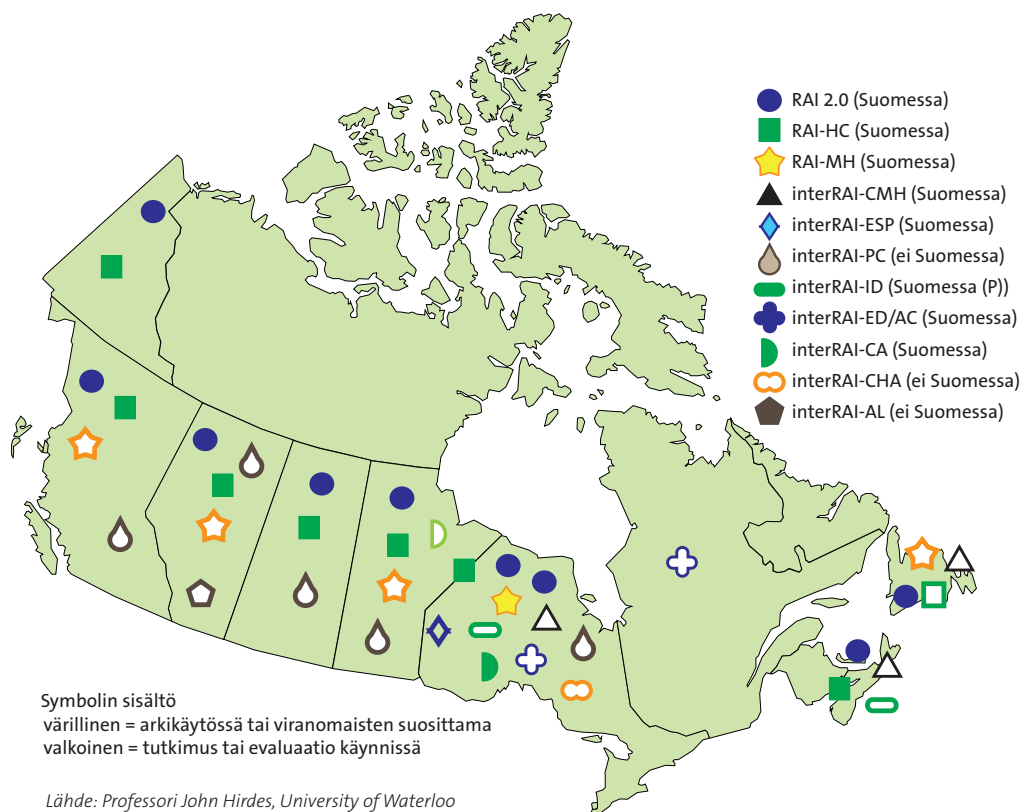 RAI 2.0 (Suomessa)
RAI-HC (Suomessa)
RAI-MH (Suomessa)
interRAI-CMH (Suomessa)
interRAI-ESP (Suomessa)
interRAI-PC (ei Suomessa)
interRAI-ID (Suomessa (P))
interRAI-ED/AC (Suomessa)
interRAI-CA (Suomessa)
interRAI-CHA (ei Suomessa)
interRAI-AL (ei Suomessa)
Symbolin sisältö
värillinen = arkikäytössä tai viranomaisten suosittama
valkoinen = tutkimus tai evaluaatio käynnissä
Lähde: Professori John Hirdes, University of Waterloo